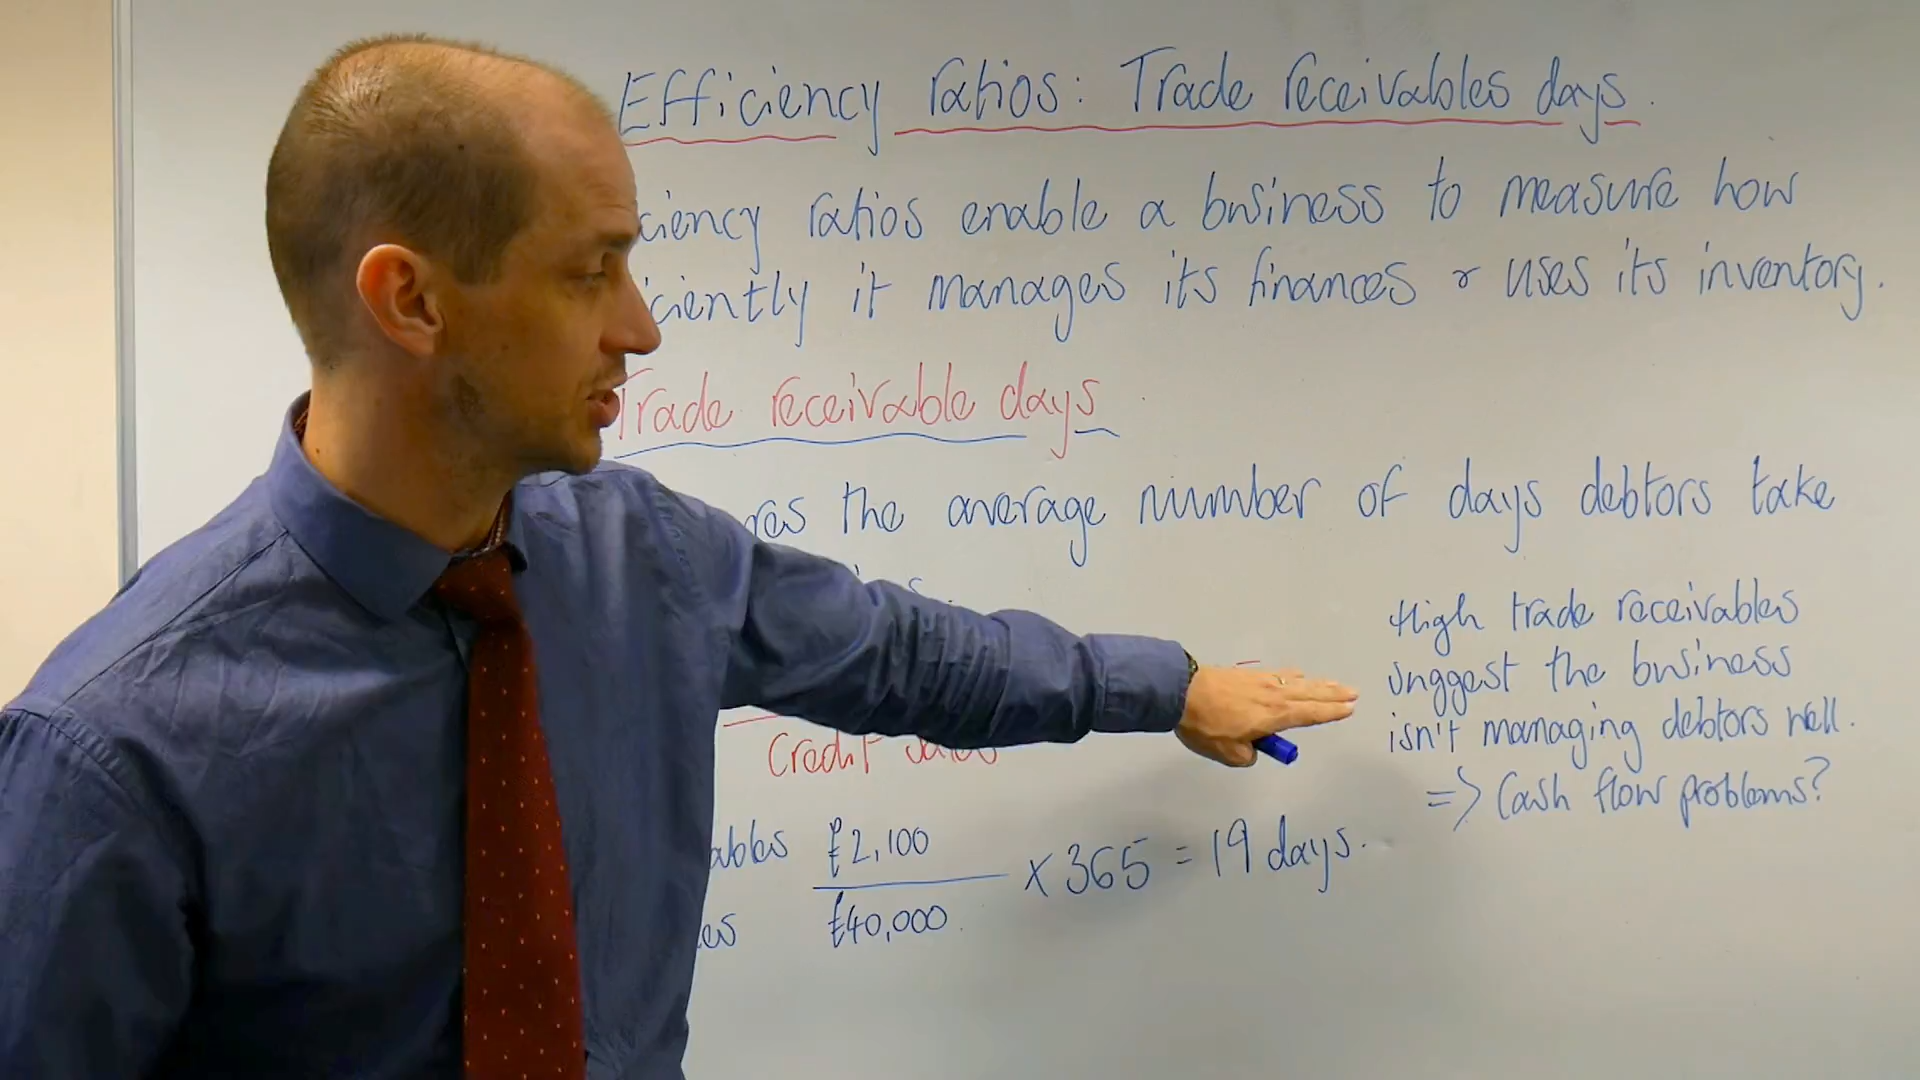 Efficiency ratios: Trade receivables days.
ciency ratios enable a business to measure how
ciently it manages its finances & uses its inventory.
Trade receivable days
res the average number of days debtors take
High trade receivables
suggest the business
isn't managing debtors well.
=> Cash flow problems?
Credit sales
ables £2,100
x 365 = 19 days.
les £40,000